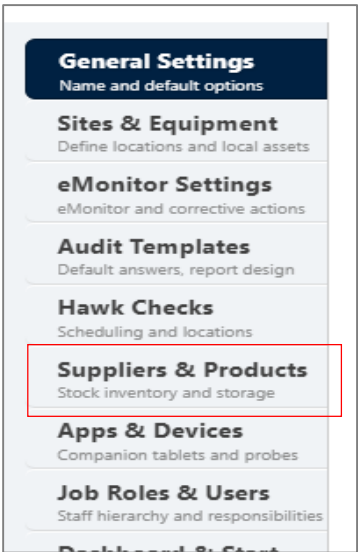 General Settings
Name and default options
Sites & Equipment
Define locations and local assets
eMonitor Settings
eMonitor and corrective actions
Audit Templates
Default answers, report design
Hawk Checks
Scheduling and locations
Suppliers & Products
Stock inventory and storage
Apps & Devices
Companion tablets and probes
Job Roles & Users
Staff hierarchy and responsibilities
Dashboard & Start